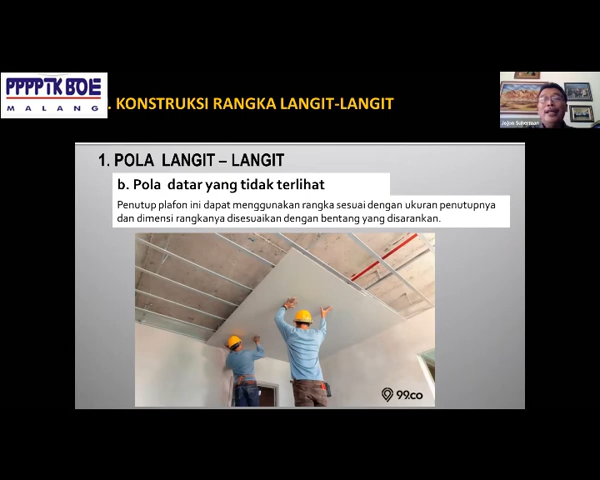 PPPPTK BOE
MALANG
. KONSTRUKSI RANGKA LANGIT-LANGIT
1. POLA LANGIT – LANGIT
b. Pola datar yang tidak terlihat
Penutup plafon ini dapat menggunakan rangka sesuai dengan ukuran penutupnya
dan dimensi rangkanya disesuaikan dengan bentang yang disarankan.
99.co